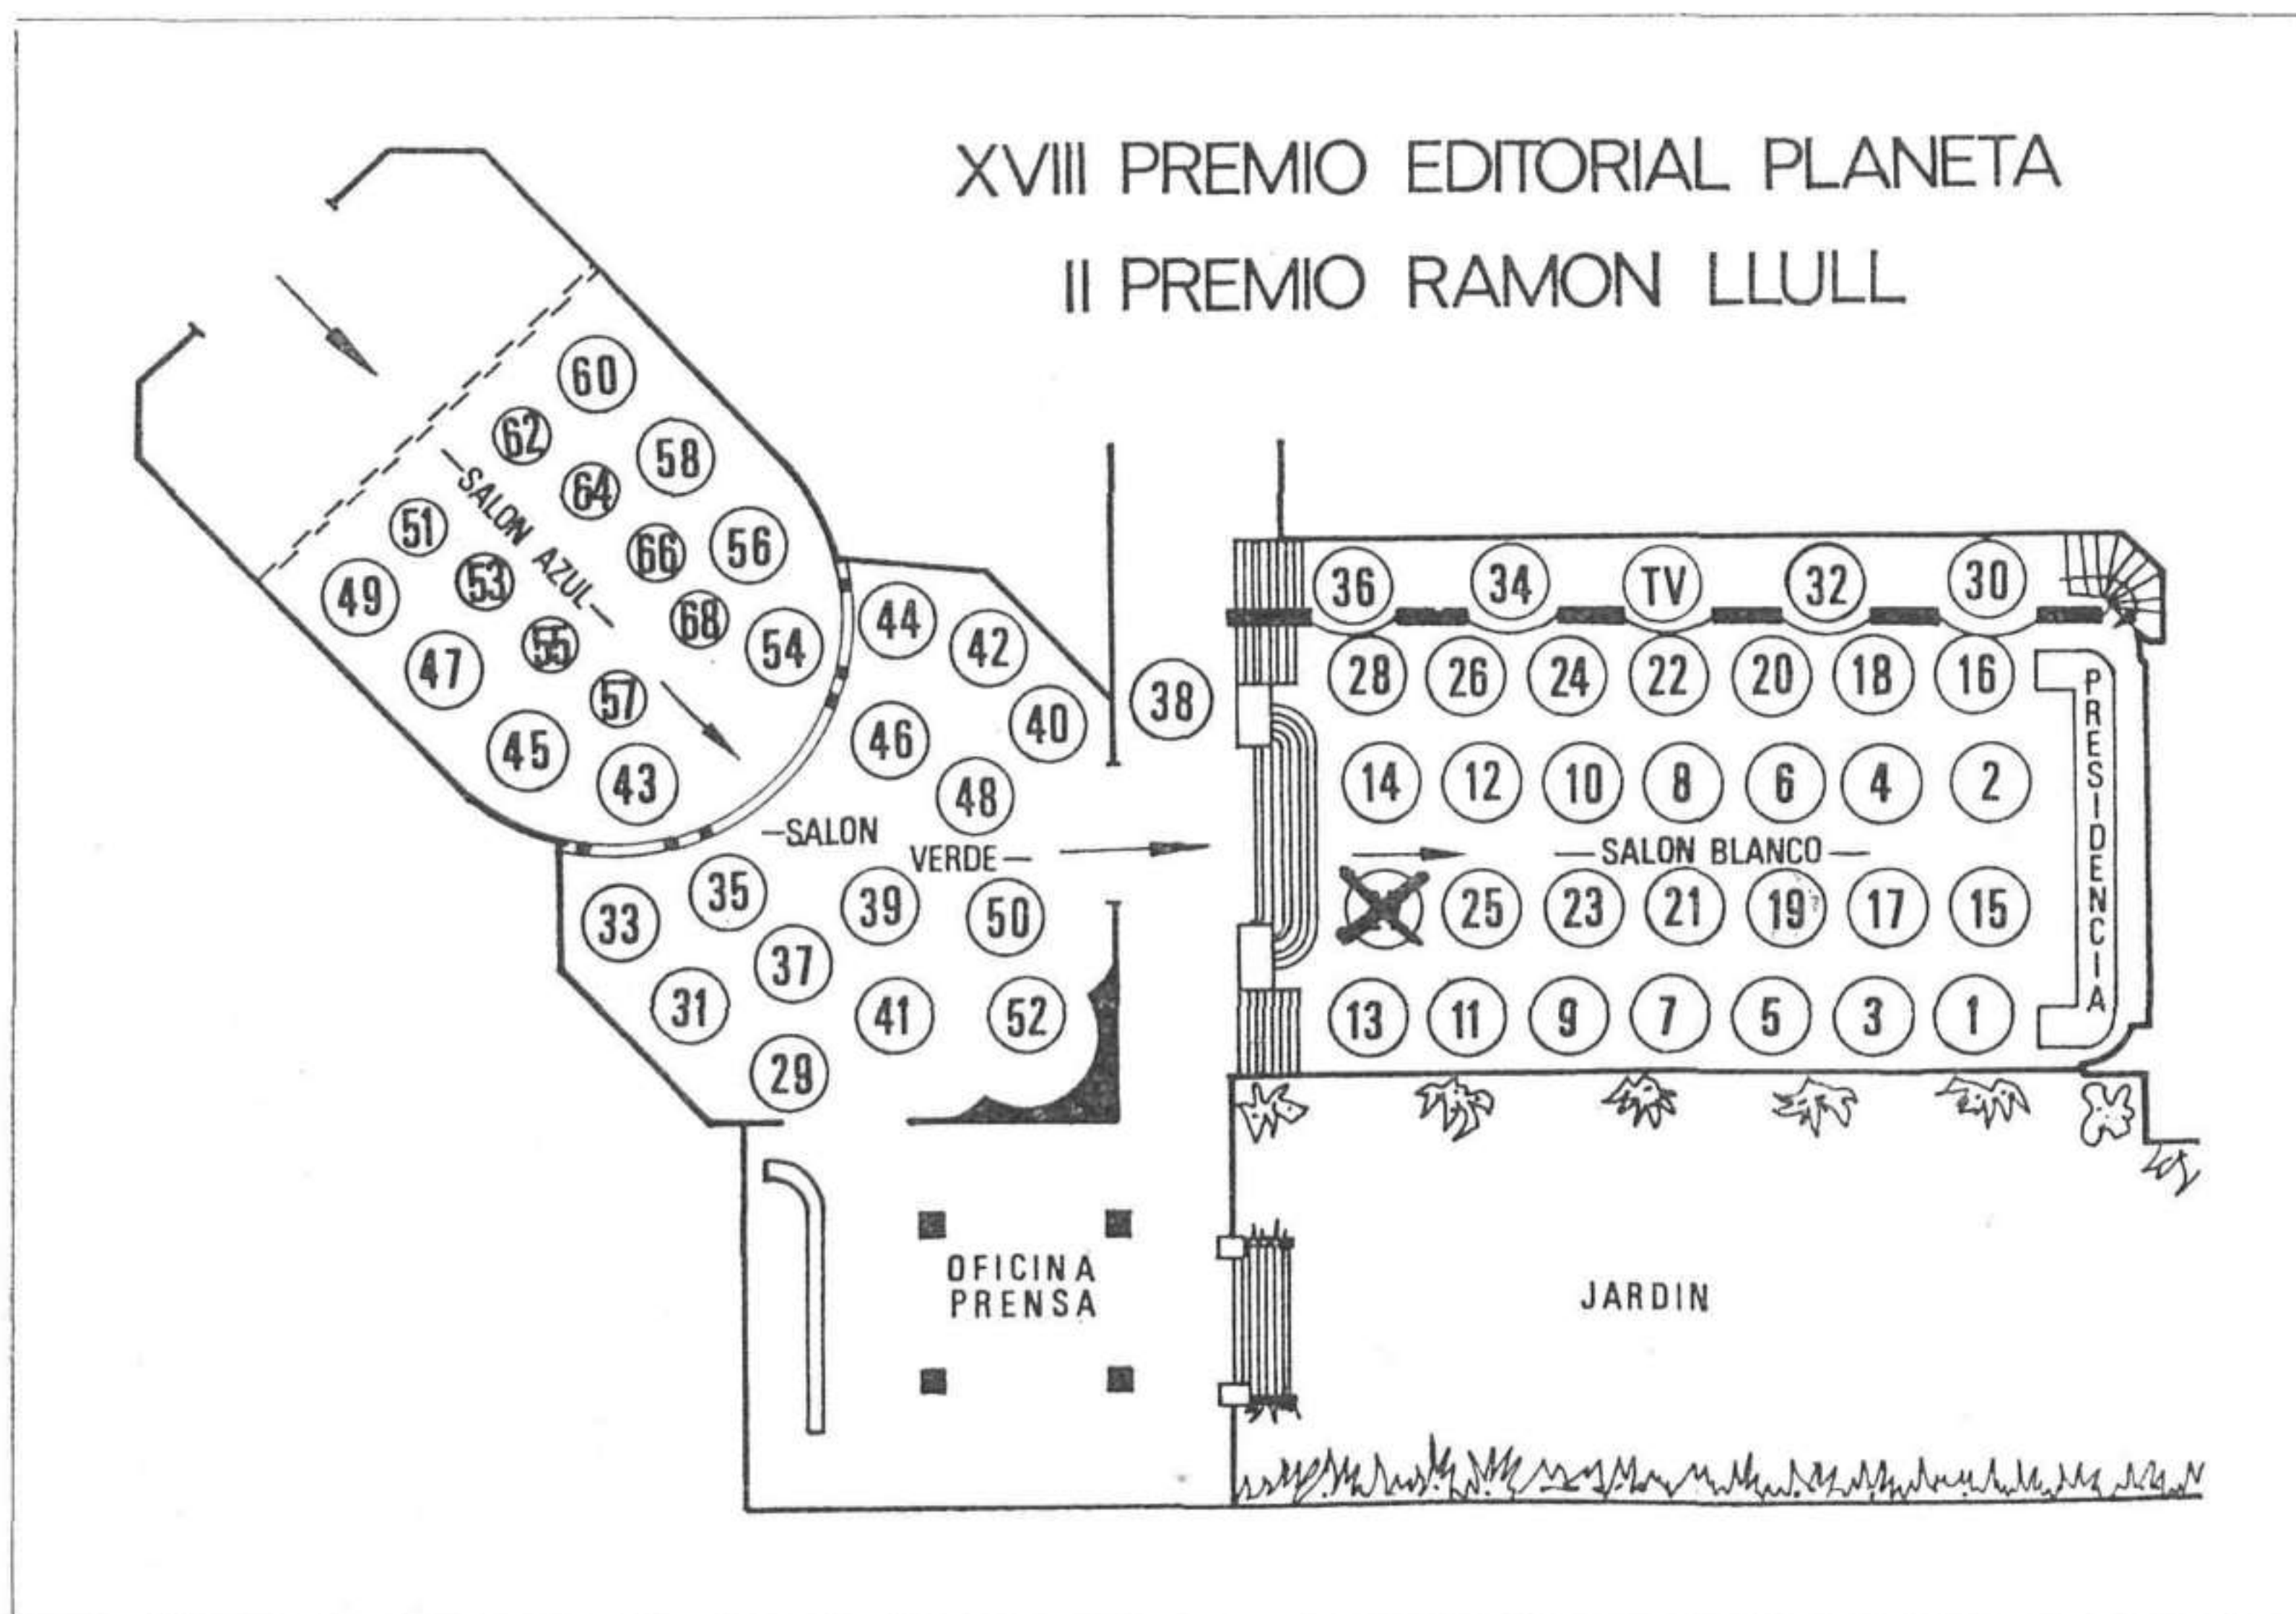 XVIII PREMIO EDITORIAL PLANETA
II PREMIO RAMON LLULL
60
62
58
64
—SALON AZUL—
51
66
56
49
53
68
54
55
47
57
45
43
44
42
40
38
46
48
—SALON
VERDE—
35
33
39
50
37
31
41
52
29
36 34 TV 32 30
28 26 24 22 20 18 16
14 12 10 8 6 4 2
—SALON BLANCO—
25 23 21 19 17 15
13 11 9 7 5 3 1
PRESIDENCIA
OFICINA
PRENSA
JARDIN